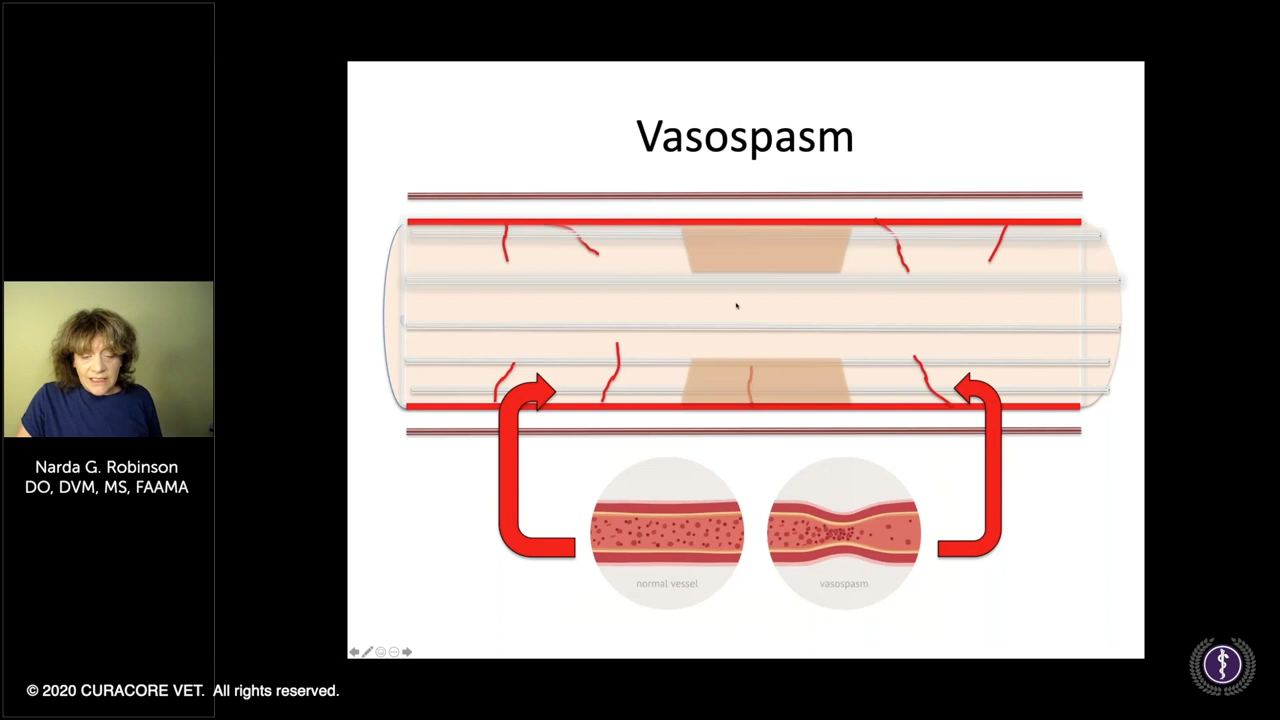 Vasospasm
normal vessel
vasospasm
Narda G. Robinson
DO, DVM, MS, FAAMA
© 2020 CURACORE VET. All rights reserved.